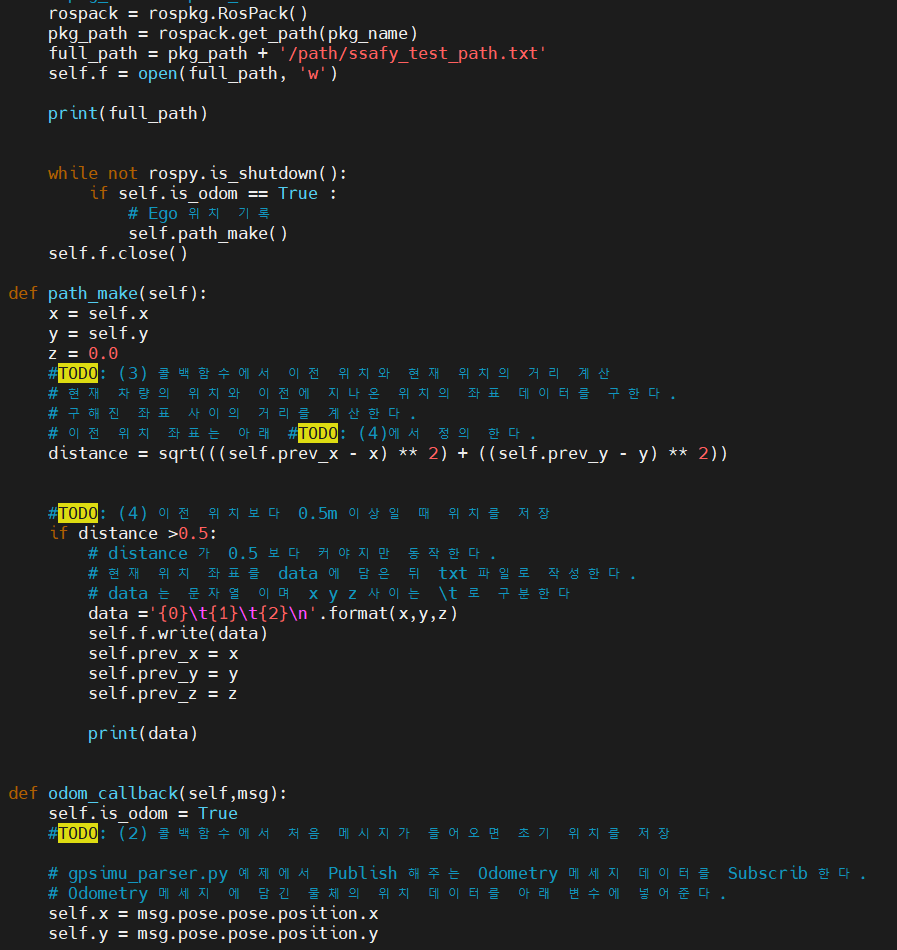 rospack = rospkg.RosPack()
pkg_path = rospack.get_path(pkg_name)
full_path = pkg_path + '/path/ssafy_test_path.txt'
self.f = open(full_path, 'w')
print(full_path)
while not rospy.is_shutdown():
if self.is_odom == True :
# Ego 위치 기록
self.path_make()
self.f.close()
def path_make(self):
x = self.x
y = self.y
z = 0.0
#TODO: (3) 콜백함수에서 이전 위치와 현재 위치의 거리 계산
# 현재 차량의 위치와 이전에 지나온 위치의 좌표 데이터를 구한다.
# 구해진 좌표 사이의 거리를 계산한다.
# 이전 위치 좌표는 아래 #TODO: (4)에서 정의 한다.
distance = sqrt(((self.prev_x - x) ** 2) + ((self.prev_y - y) ** 2))
#TODO: (4) 이전 위치보다 0.5m 이상일 때 위치를 저장
if distance >0.5:
# distance 가 0.5 보다 커야지만 동작한다.
# 현재 위치 좌표를 data 에 담은 뒤 txt 파일로 작성한다.
# data 는 문자열 이며 x y z 사이는 \t 로 구분한다
data ='{0}\t{1}\t{2}\n'.format(x,y,z)
self.f.write(data)
self.prev_x = x
self.prev_y = y
self.prev_z = z
print(data)
def odom_callback(self,msg):
self.is_odom = True
#TODO: (2) 콜백함수에서 처음 메시지가 들어오면 초기 위치를 저장
# gpsimu_parser.py 예제에서 Publish 해주는 Odometry 메세지 데이터를 Subscrib 한다.
# Odometry 메세지 에 담긴 물체의 위치 데이터를 아래 변수에 넣어준다.
self.x = msg.pose.pose.position.x
self.y = msg.pose.pose.position.y